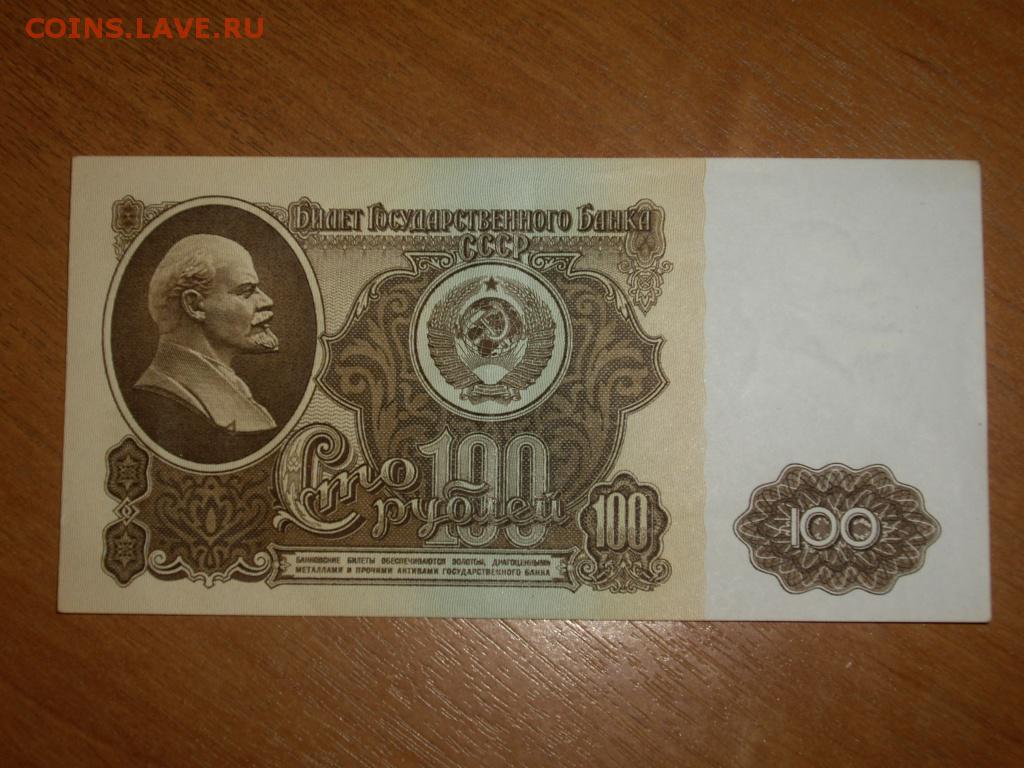 COINS.LAVE.RU
Билет Государственного Банка
СССР
100
Сто
рублей
100
100
БАНКОВСКИЕ БИЛЕТЫ ОБЕСПЕЧИВАЮТСЯ ЗОЛОТОМ, ДРАГОЦЕННЫМИ
МЕТАЛЛАМИ И ПРОЧИМИ АКТИВАМИ ГОСУДАРСТВЕННОГО БАНКА